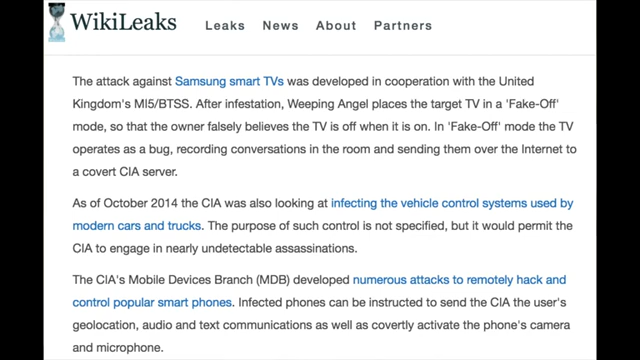 WikiLeaks
Leaks News About Partners
The attack against Samsung smart TVs was developed in cooperation with the United
Kingdom's MI5/BTSS. After infestation, Weeping Angel places the target TV in a 'Fake-Off'
mode, so that the owner falsely believes the TV is off when it is on. In 'Fake-Off' mode the TV
operates as a bug, recording conversations in the room and sending them over the Internet to
a covert CIA server.
As of October 2014 the CIA was also looking at infecting the vehicle control systems used by
modern cars and trucks. The purpose of such control is not specified, but it would permit the
CIA to engage in nearly undetectable assassinations.
The CIA's Mobile Devices Branch (MDB) developed numerous attacks to remotely hack and
control popular smart phones. Infected phones can be instructed to send the CIA the user's
geolocation, audio and text communications as well as covertly activate the phone's camera
and microphone.